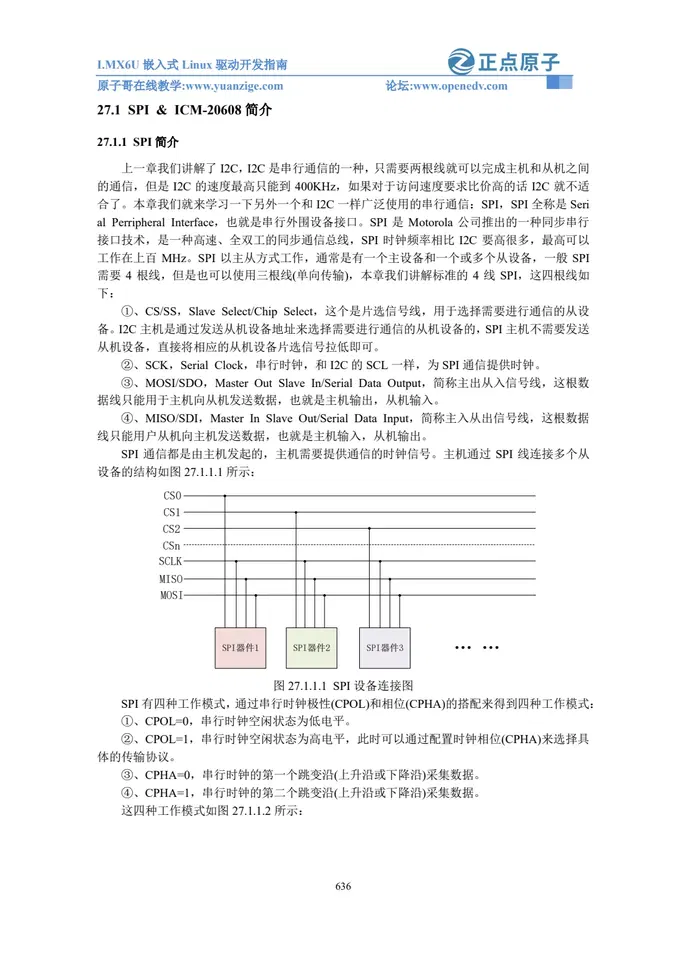 I.MX6U 嵌入式 Linux 驱动开发指南
正点原子
原子哥在线教学:www.yuanzige.com 论坛:www.openedv.com
27.1 SPI & ICM-20608 简介
27.1.1 SPI 简介
上一章我们讲解了 I2C，I2C 是串行通信的一种，只需要两根线就可以完成主机和从机之间
的通信，但是 I2C 的速度最高只能到 400KHz，如果对于访问速度要求比价高的话 I2C 就不适
合了。本章我们就来学习一下另外一个和 I2C 一样广泛使用的串行通信：SPI，SPI 全称是 Seri
al Perripheral Interface，也就是串行外围设备接口。SPI 是 Motorola 公司推出的一种同步串行
接口技术，是一种高速、全双工的同步通信总线，SPI 时钟频率相比 I2C 要高很多，最高可以
工作在上百 MHz。SPI 以主从方式工作，通常是有一个主设备和一个或多个从设备，一般 SPI
需要 4 根线，但是也可以使用三根线(单向传输)，本章我们讲解标准的 4 线 SPI，这四根线如
下：
①、CS/SS，Slave Select/Chip Select，这个是片选信号线，用于选择需要进行通信的从设
备。I2C 主机是通过发送从机设备地址来选择需要进行通信的从机设备的，SPI 主机不需要发送
从机设备，直接将相应的从机设备片选信号拉低即可。
②、SCK，Serial Clock，串行时钟，和 I2C 的 SCL 一样，为 SPI 通信提供时钟。
③、MOSI/SDO，Master Out Slave In/Serial Data Output，简称主出从入信号线，这根数
据线只能用于主机向从机发送数据，也就是主机输出，从机输入。
④、MISO/SDI，Master In Slave Out/Serial Data Input，简称主入从出信号线，这根数据
线只能用户从机向主机发送数据，也就是主机输入，从机输出。
SPI 通信都是由主机发起的，主机需要提供通信的时钟信号。主机通过 SPI 线连接多个从
设备的结构如图 27.1.1.1 所示：
CS0
CS1
CS2
CSn
SCLK
MISO
MOSI
SPI器件1 SPI器件2 SPI器件3 … …
图 27.1.1.1 SPI 设备连接图
SPI 有四种工作模式，通过串行时钟极性(CPOL)和相位(CPHA)的搭配来得到四种工作模式：
①、CPOL=0，串行时钟空闲状态为低电平。
②、CPOL=1，串行时钟空闲状态为高电平，此时可以通过配置时钟相位(CPHA)来选择具
体的传输协议。
③、CPHA=0，串行时钟的第一个跳变沿(上升沿或下降沿)采集数据。
④、CPHA=1，串行时钟的第二个跳变沿(上升沿或下降沿)采集数据。
这四种工作模式如图 27.1.1.2 所示：
636